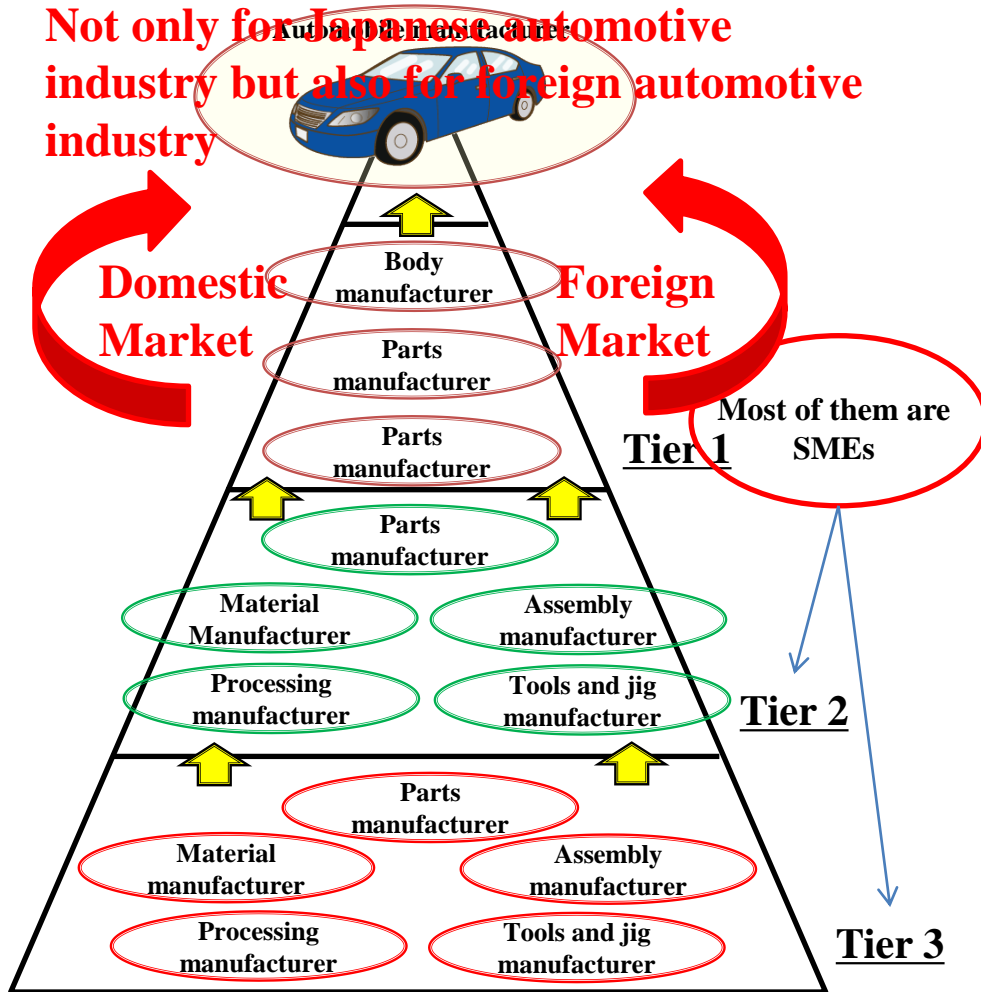 Not only for Japanese automotive
industry but also for foreign automotive
industry
Automobile manufacturer
Domestic
Market
Foreign
Market
Body
manufacturer
Parts
manufacturer
Parts
manufacturer
Tier 1
Most of them are
SMEs
Parts
manufacturer
Material
Manufacturer
Assembly
manufacturer
Processing
manufacturer
Tools and jig
manufacturer
Tier 2
Parts
manufacturer
Material
manufacturer
Assembly
manufacturer
Processing
manufacturer
Tools and jig
manufacturer
Tier 3